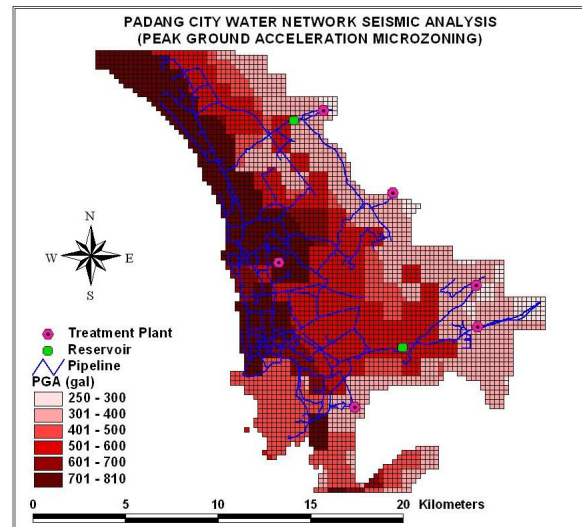 PADANG CITY WATER NETWORK SEISMIC ANALYSIS
(PEAK GROUND ACCELERATION MICROZONING)
N
W E
S
Treatment Plant
Reservoir
Pipeline
PGA (gal)
250 - 300
301 - 400
401 - 500
501 - 600
601 - 700
701 - 810
0 5 10 15 20 Kilometers